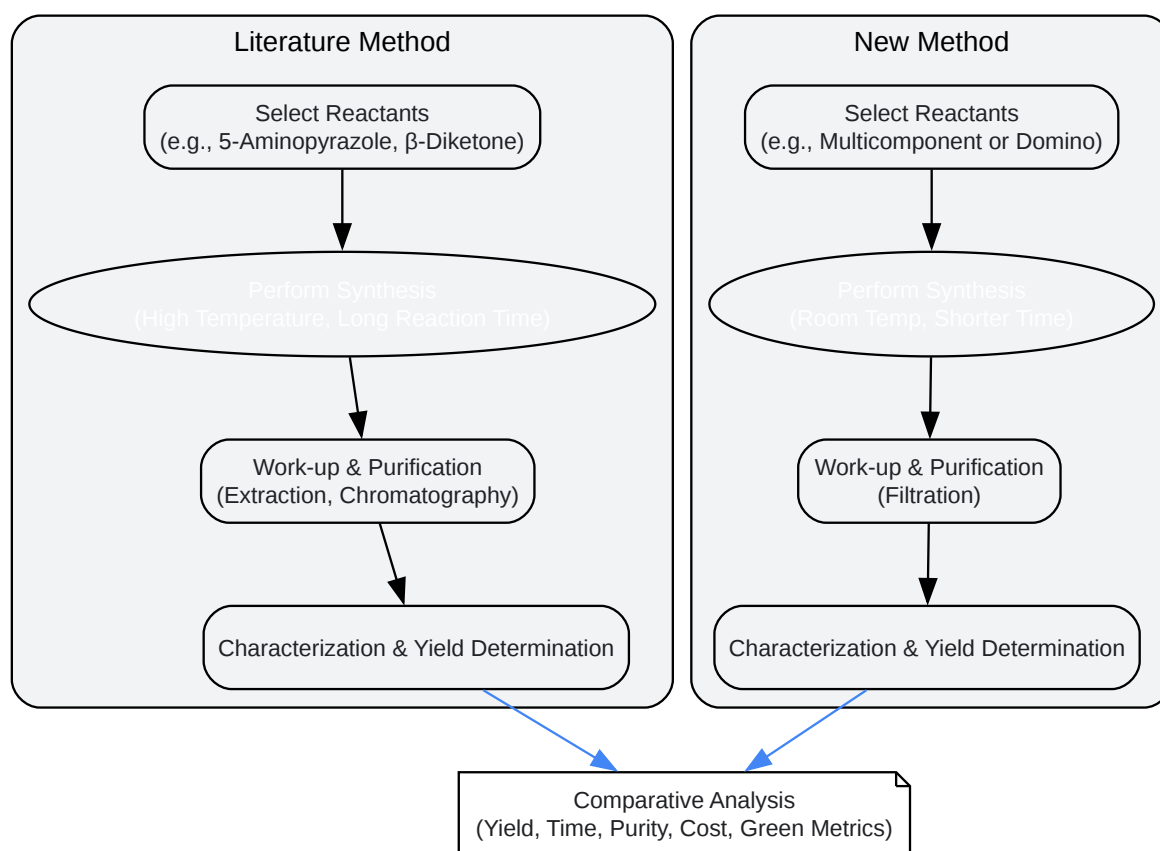 Literature Method
Select Reactants
(e.g., 5-Aminopyrazole, β-Diketone)
Perform Synthesis
(High Temperature, Long Reaction Time)
Work-up & Purification
(Extraction, Chromatography)
Characterization & Yield Determination
New Method
Select Reactants
(e.g., Multicomponent or Domino)
Perform Synthesis
(Room Temp, Shorter Time)
Work-up & Purification
(Filtration)
Characterization & Yield Determination
Comparative Analysis
(Yield, Time, Purity, Cost, Green Metrics)